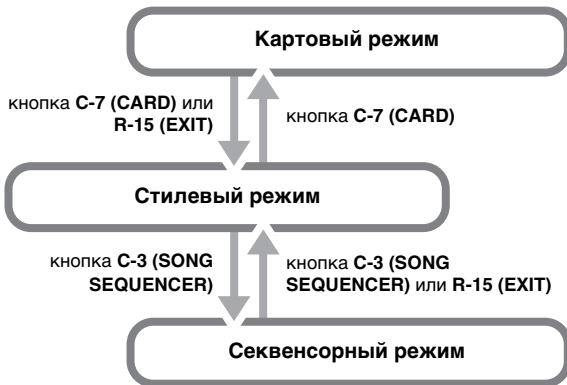 Картовый режим
кнопка C-7 (CARD) или
R-15 (EXIT)
кнопка C-7 (CARD)
Стилевый режим
кнопка C-3 (SONG
SEQUENCER)
кнопка C-3 (SONG
SEQUENCER) или R-15 (EXIT)
Секвенсорный режим